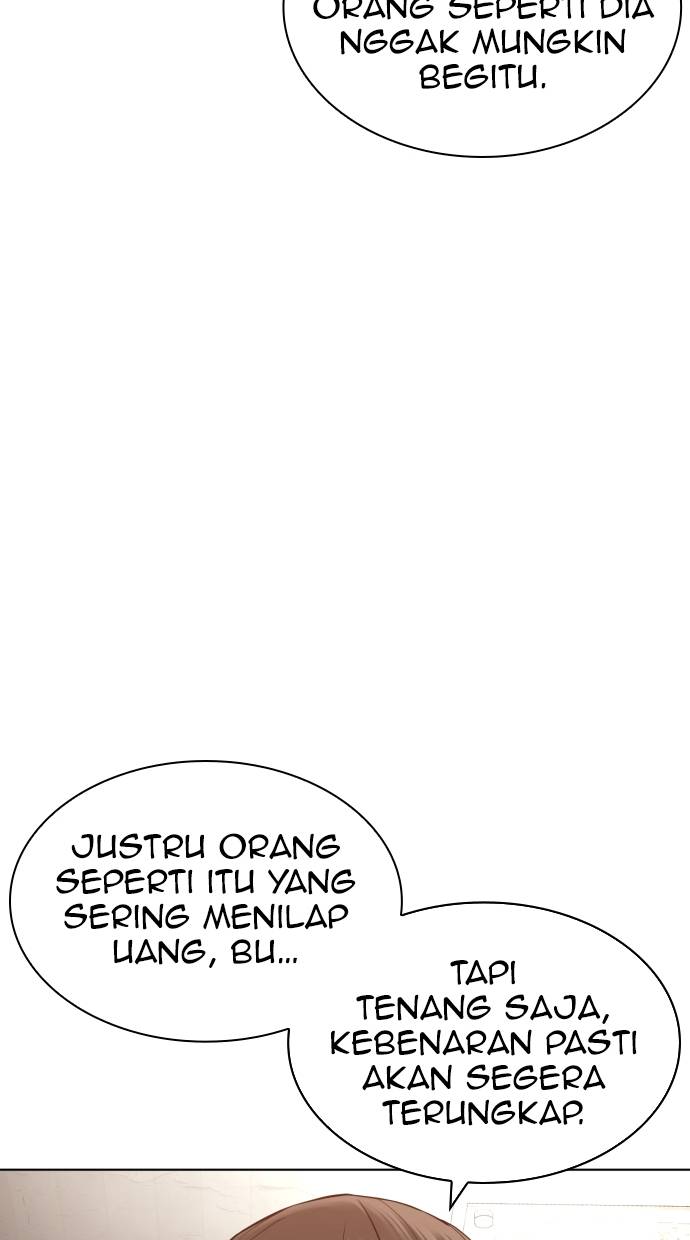 ORANG SEPERTI DIA
NGGAK MUNGKIN
BEGITU.
JUSTRU ORANG
SEPERTI ITU YANG
SERING MENILAP
UANG, BU...
TAPI
TENANG SAJA,
KEBENARAN PASTI
AKAN SEGERA
TERUNGKAP.